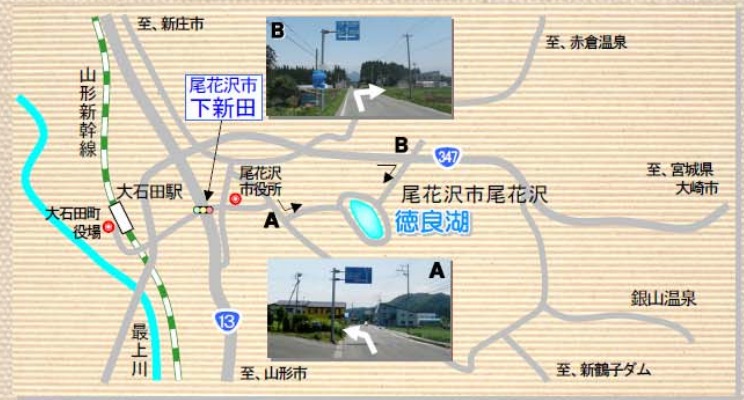 至、新庄市
B
至、赤倉温泉
山形新幹線
尾花沢市
下新田
B
347
至、宮城県
大崎市
尾花沢
市役所
大石田駅
尾花沢市尾花沢
大石田町
役場
A
徳良湖
A
銀山温泉
13
最上川
至、山形市
至、新鶴子ダム